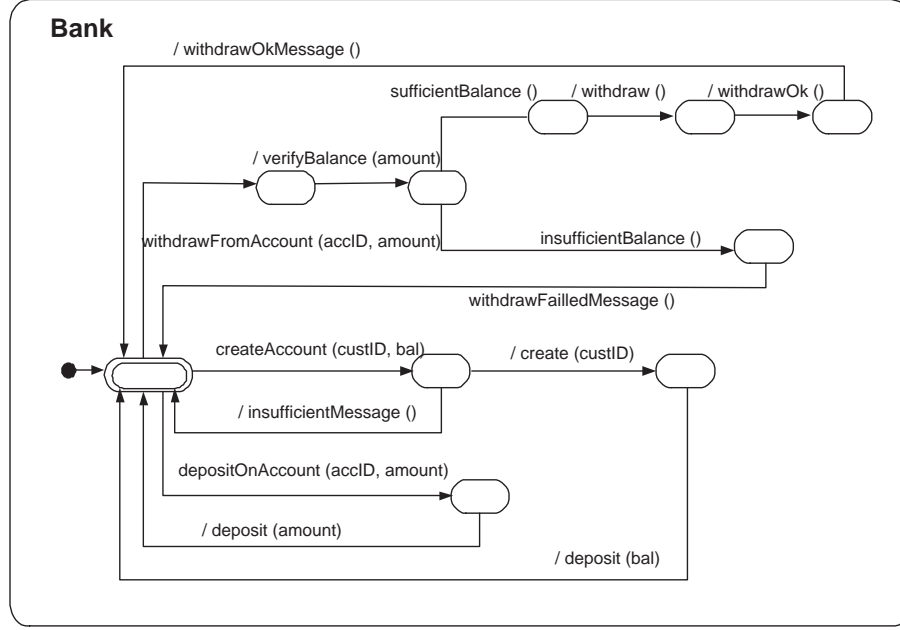 Bank
/ withdrawOkMessage ()
sufficientBalance ()
/ withdraw ()
/ withdrawOk ()
/ verifyBalance (amount)
withdrawFromAccount (accID, amount)
insufficientBalance ()
withdrawFailledMessage ()
createAccount (custID, bal)
/ create (custID)
/ insufficientMessage ()
depositOnAccount (accID, amount)
/ deposit (amount)
/ deposit (bal)